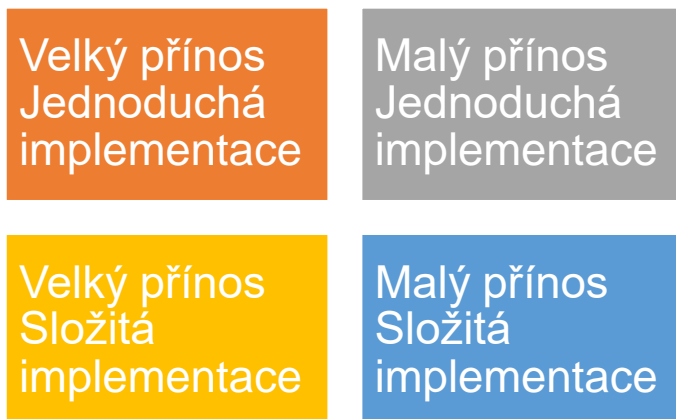 Velký přínos
Jednoduchá
implementace
Malý přínos
Jednoduchá
implementace
Velký přínos
Složitá
implementace
Malý přínos
Složitá
implementace